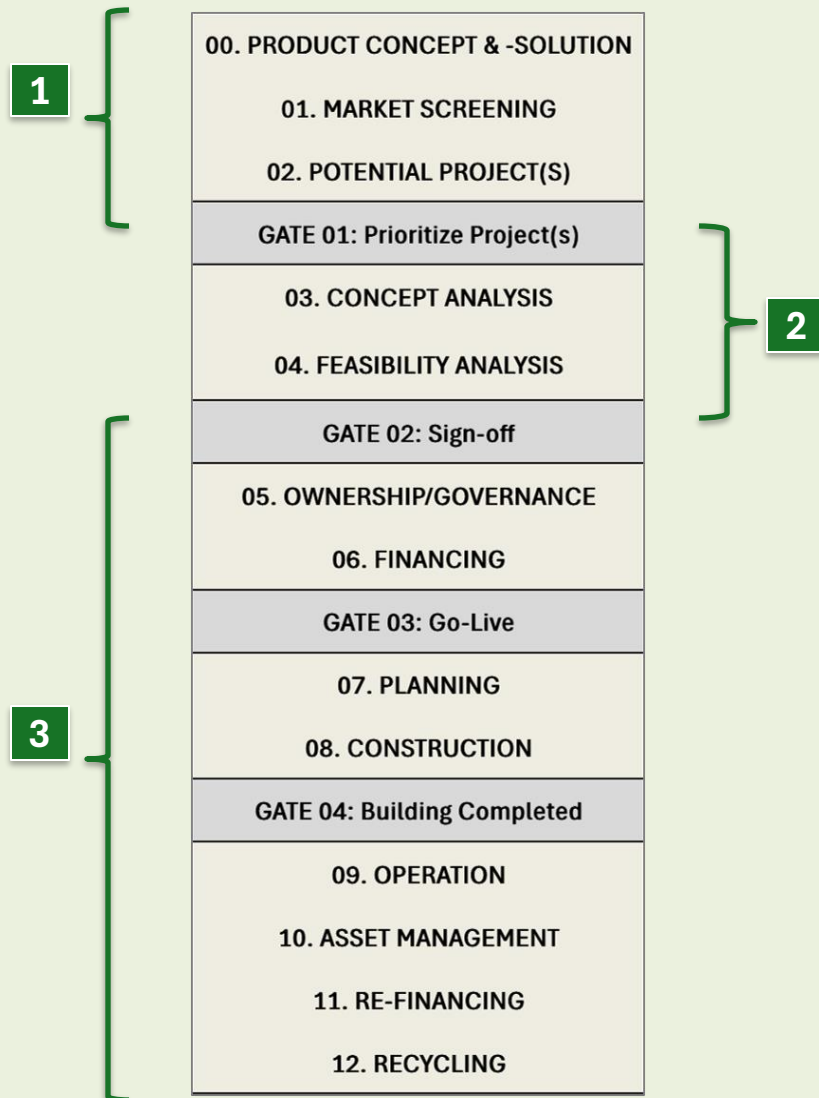 1
00. PRODUCT CONCEPT & -SOLUTION
01. MARKET SCREENING
02. POTENTIAL PROJECT(S)
GATE 01: Prioritize Project(s)
2
03. CONCEPT ANALYSIS
04. FEASIBILITY ANALYSIS
3
GATE 02: Sign-off
05. OWNERSHIP/GOVERNANCE
06. FINANCING
GATE 03: Go-Live
07. PLANNING
08. CONSTRUCTION
GATE 04: Building Completed
09. OPERATION
10. ASSET MANAGEMENT
11. RE-FINANCING
12. RECYCLING